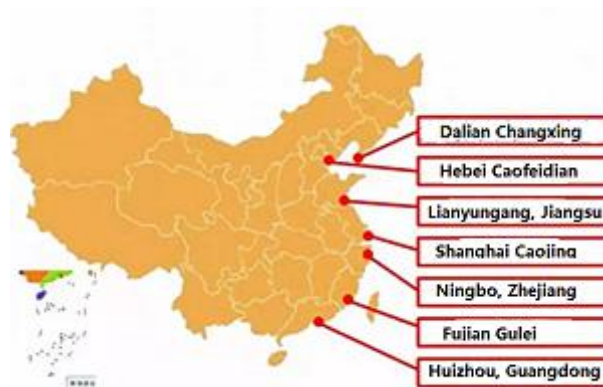 Dalian Changxing
Hebei Caofeidian
Lianyungang, Jiangsu
Shanghai Caojing
Ningbo, Zhejiang
Fujian Gulei
Huizhou, Guangdong